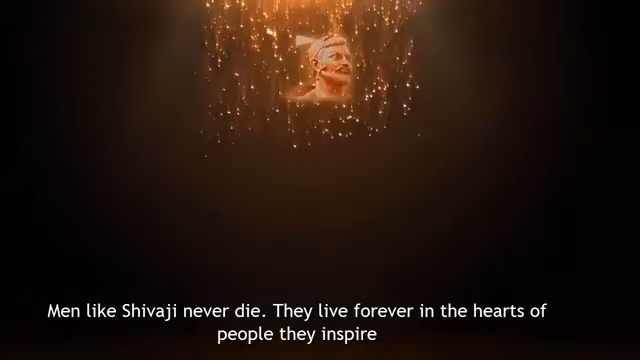 Men like Shivaji never die. They live forever in the hearts of
people they inspire